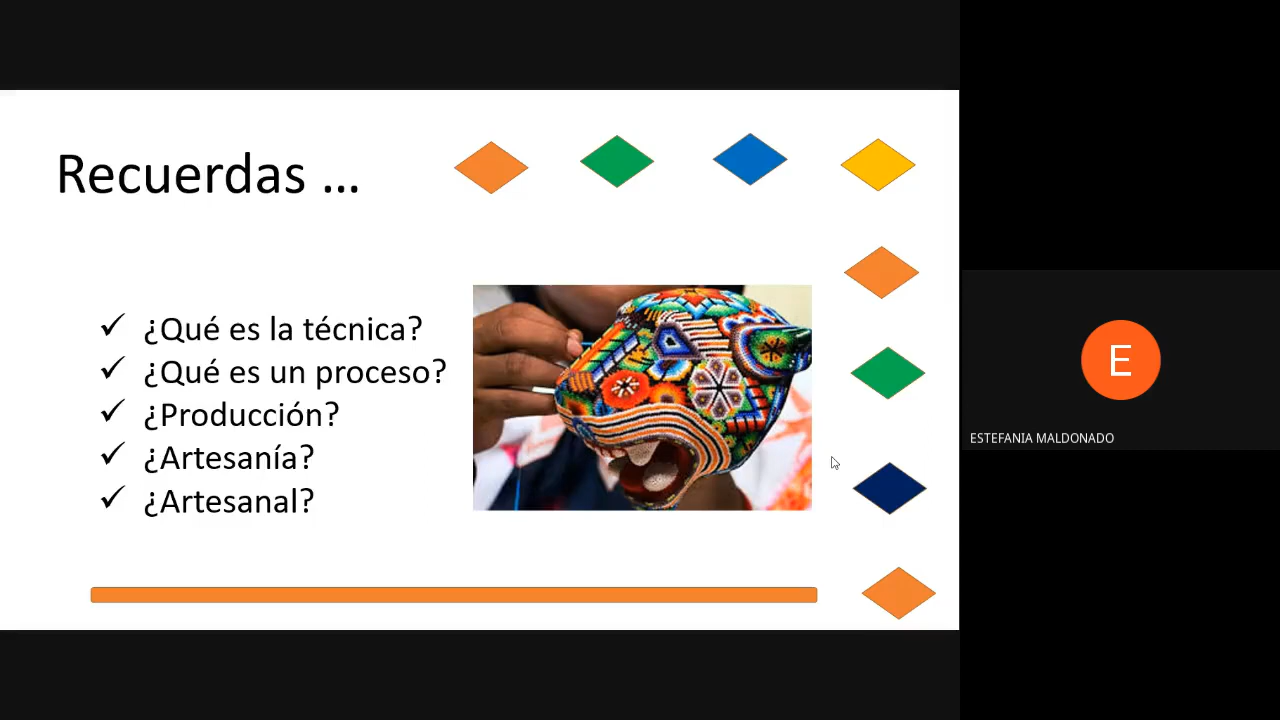 Recuerdas ...
✓ ¿Qué es la técnica?
✓ ¿Qué es un proceso?
✓ ¿Producción?
✓ ¿Artesanía?
✓ ¿Artesanal?
E
ESTEFANIA MALDONADO